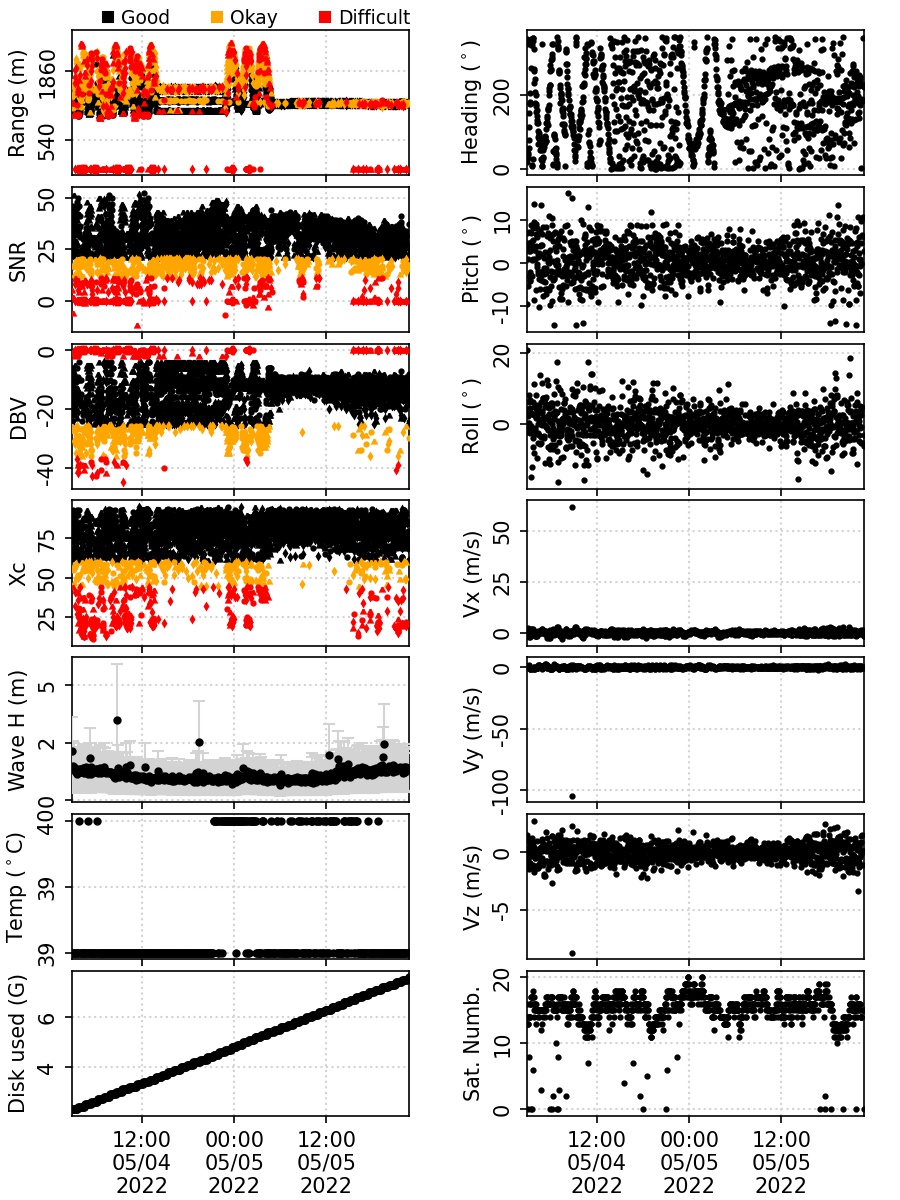 Good Okay Difficult
Range (m)
1860
540
Heading (°)
200
0
SNR
50
25
0
Pitch (°)
10
0
-10
DBV
0
-20
-40
Roll (°)
20
0
Xc
75
50
25
Vx (m/s)
50
25
0
Wave H (m)
5
2
0
Vy (m/s)
0
-50
-100
Temp (°C)
40
39
39
Vz (m/s)
0
-5
Disk used (G)
6
4
Sat. Numb.
20
10
0
12:00 00:00 12:00
05/04 05/05 05/05
2022 2022 2022
12:00 00:00 12:00
05/04 05/05 05/05
2022 2022 2022